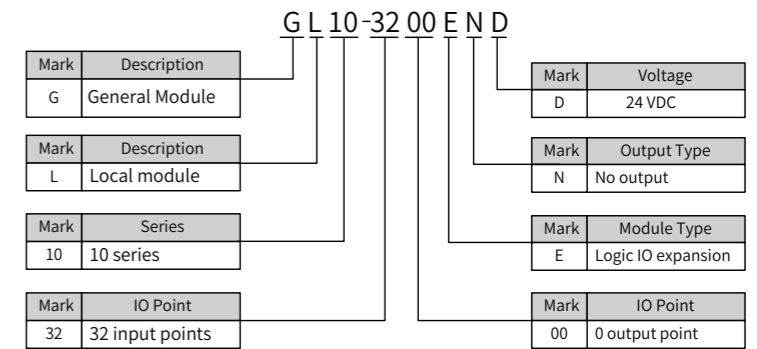 GL10-3200END
Mark Description
G General Module
Mark Description
L Local module
Mark Series
10 10 series
Mark IO Point
32 32 input points
Mark Voltage
D 24 VDC
Mark Output Type
N No output
Mark Module Type
E Logic IO expansion
Mark IO Point
00 0 output point